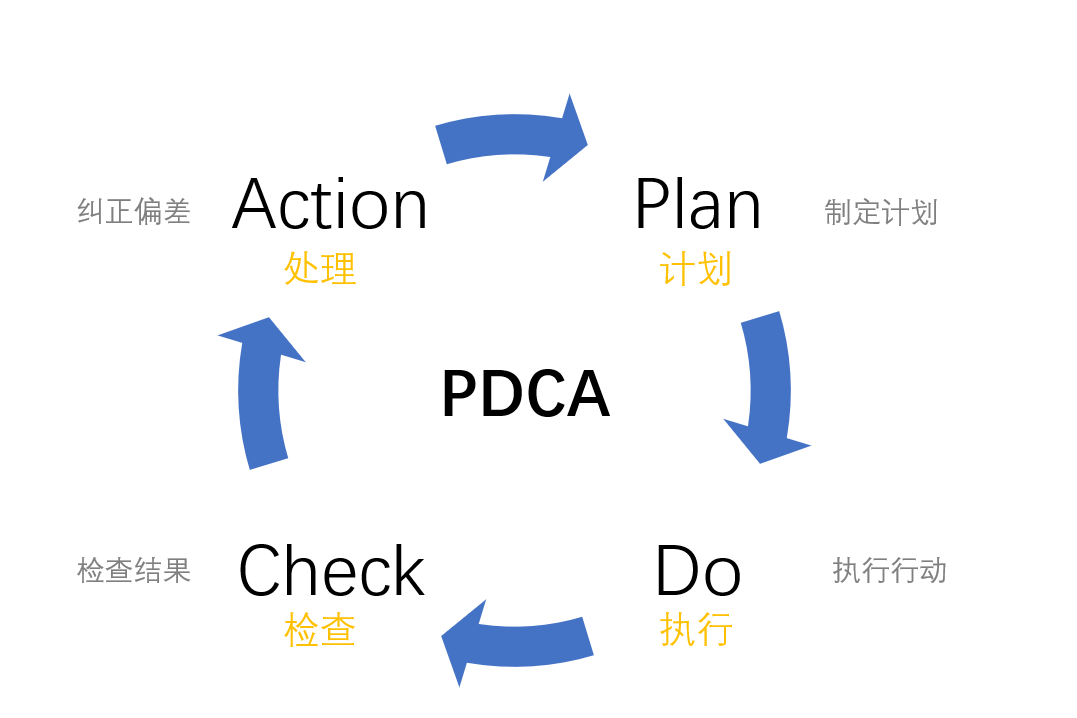 纠正偏差 Action Plan 制定计划
处理 计划
PDCA
检查结果 Check Do 执行行动
检查 执行